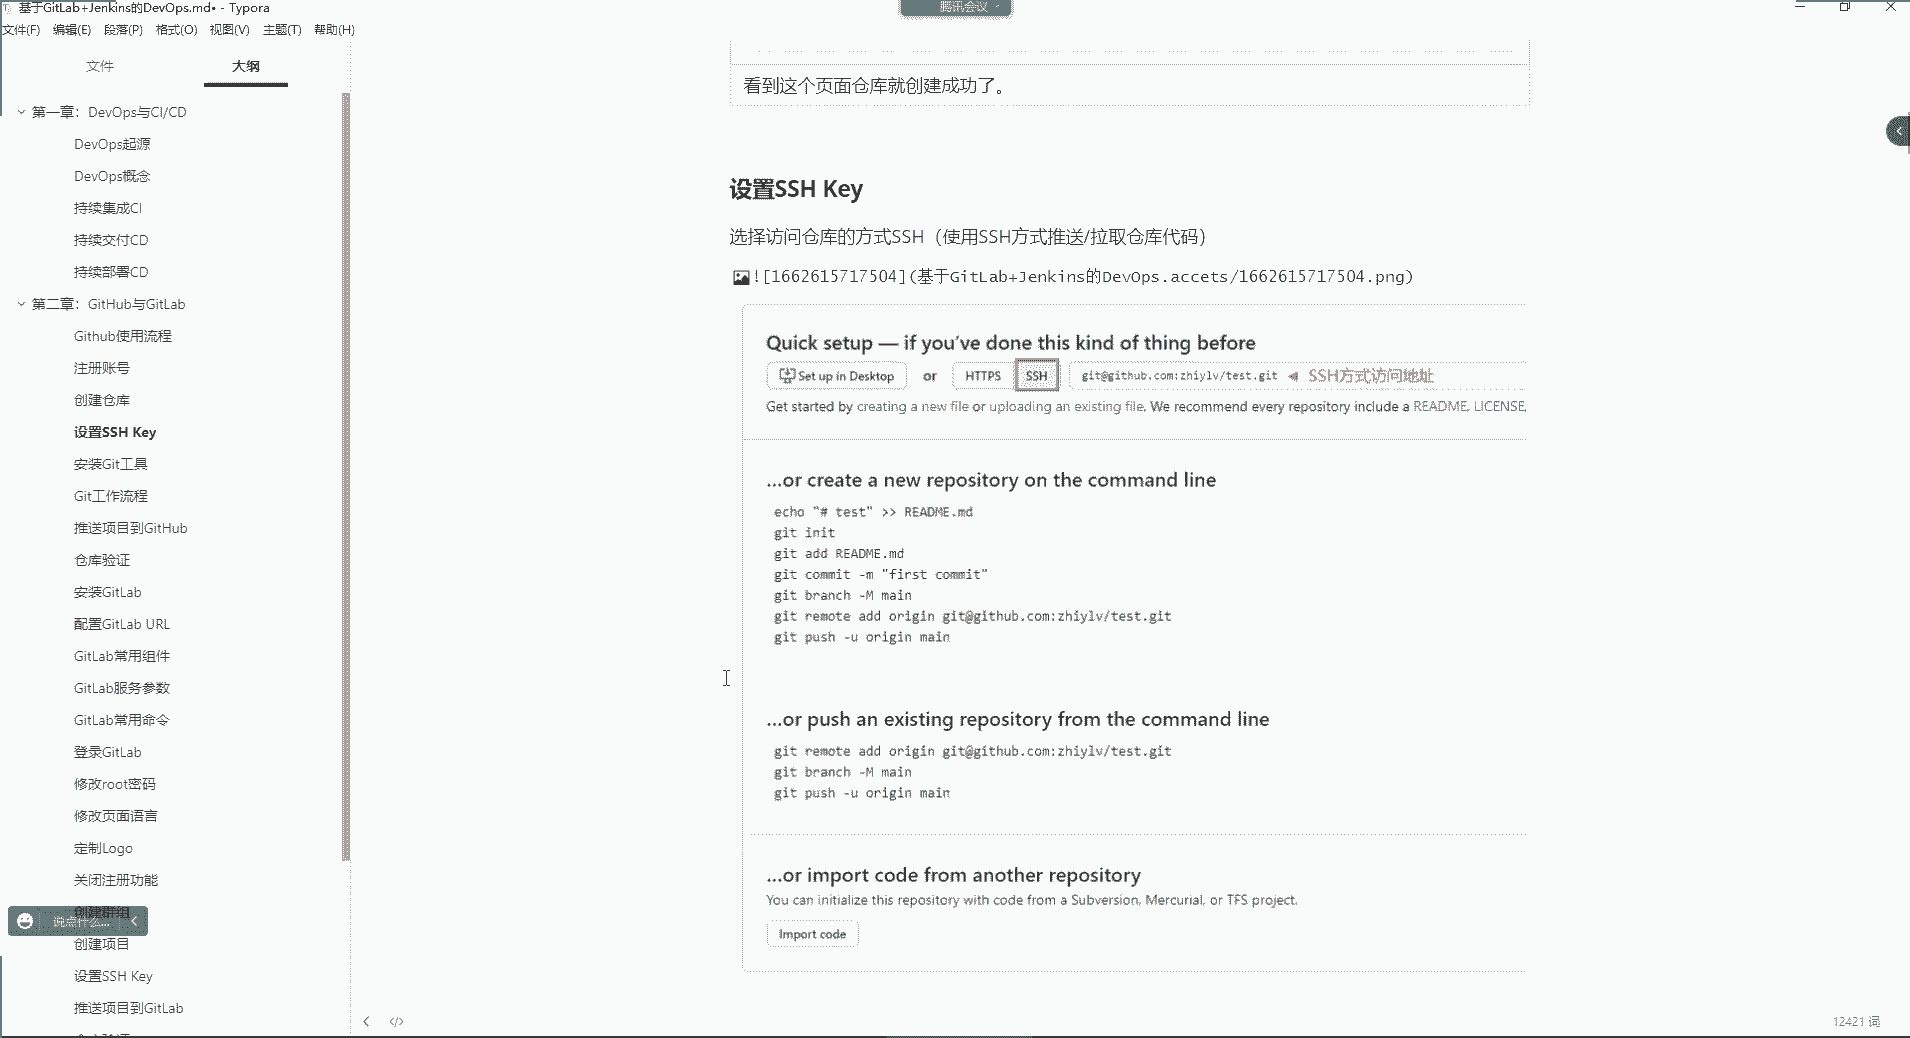 基于GitLab+Jenkins的DevOps.md• - Typora
腾讯会议
文件(F) 编辑(E) 段落(P) 格式(O) 视图(V) 主题(T) 帮助(H)
文件 大纲
第一章：DevOps与CI/CD
DevOps起源
DevOps概念
持续集成CI
持续交付CD
持续部署CD
第二章：GitHub与GitLab
Github使用流程
注册账号
创建仓库
设置SSH Key
安装Git工具
Git工作流程
推送项目到GitHub
仓库验证
安装GitLab
配置GitLab URL
GitLab常用组件
GitLab服务参数
GitLab常用命令
登录GitLab
修改root密码
修改页面语言
定制Logo
关闭注册功能
创建群组
说点什么...
创建项目
设置SSH Key
推送项目到GitLab
看到这个页面仓库就创建成功了。
设置SSH Key
选择访问仓库的方式SSH（使用SSH方式推送/拉取仓库代码）
![1662615717504](基于GitLab+Jenkins的DevOps.accets/1662615717504.png)
Quick setup — if you've done this kind of thing before
Set up in Desktop or HTTPS SSH git@github.com:zhiylv/test.git SSH方式访问地址
Get started by creating a new file or uploading an existing file. We recommend every repository include a README, LICENSE,
...or create a new repository on the command line
echo "# test" >> README.md
git init
git add README.md
git commit -m "first commit"
git branch -M main
git remote add origin git@github.com:zhiylv/test.git
git push -u origin main
...or push an existing repository from the command line
git remote add origin git@github.com:zhiylv/test.git
git branch -M main
git push -u origin main
...or import code from another repository
You can initialize this repository with code from a Subversion, Mercurial, or TFS project.
Import code
12421 词